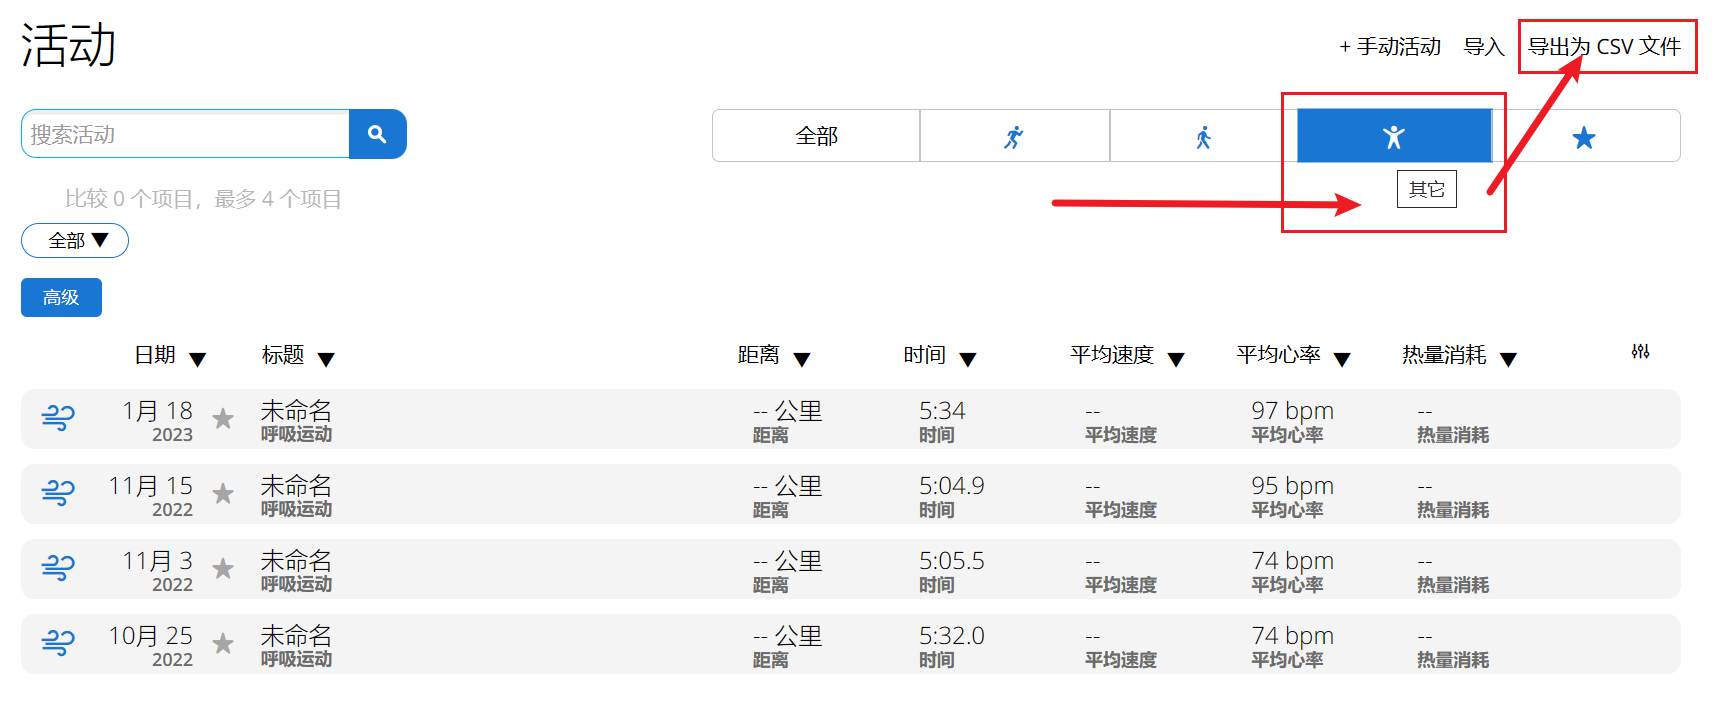 活动
+ 手动活动 导入 导出为 CSV 文件
搜索活动
全部
其它
比较 0 个项目，最多 4 个项目
全部 ▼
高级
日期 ▼ 标题 ▼ 距离 ▼ 时间 ▼ 平均速度 ▼ 平均心率 ▼ 热量消耗 ▼
1月 18 未命名 -- 公里 5:34 -- 97 bpm --
2023 呼吸运动 距离 时间 平均速度 平均心率 热量消耗
11月 15 未命名 -- 公里 5:04.9 -- 95 bpm --
2022 呼吸运动 距离 时间 平均速度 平均心率 热量消耗
11月 3 未命名 -- 公里 5:05.5 -- 74 bpm --
2022 呼吸运动 距离 时间 平均速度 平均心率 热量消耗
10月 25 未命名 -- 公里 5:32.0 -- 74 bpm --
2022 呼吸运动 距离 时间 平均速度 平均心率 热量消耗